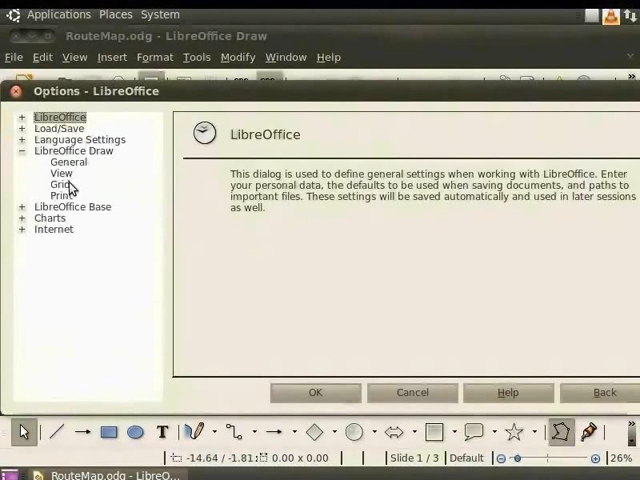 Applications Places System
RouteMap.odg - LibreOffice Draw
File Edit View Insert Format Tools Modify Window Help
Options - LibreOffice
LibreOffice
Load/Save
Language Settings
LibreOffice Draw
General
View
Grid
Print
LibreOffice Base
Charts
Internet
LibreOffice
This dialog is used to define general settings when working with LibreOffice. Enter
your personal data, the defaults to be used when saving documents, and paths to
important files. These settings will be saved automatically and used in later sessions
as well.
OK Cancel Help Back
-14.64 / -1.81 0.00 x 0.00 Slide 1 / 3 Default 26%
RouteMap.odg - LibreO...